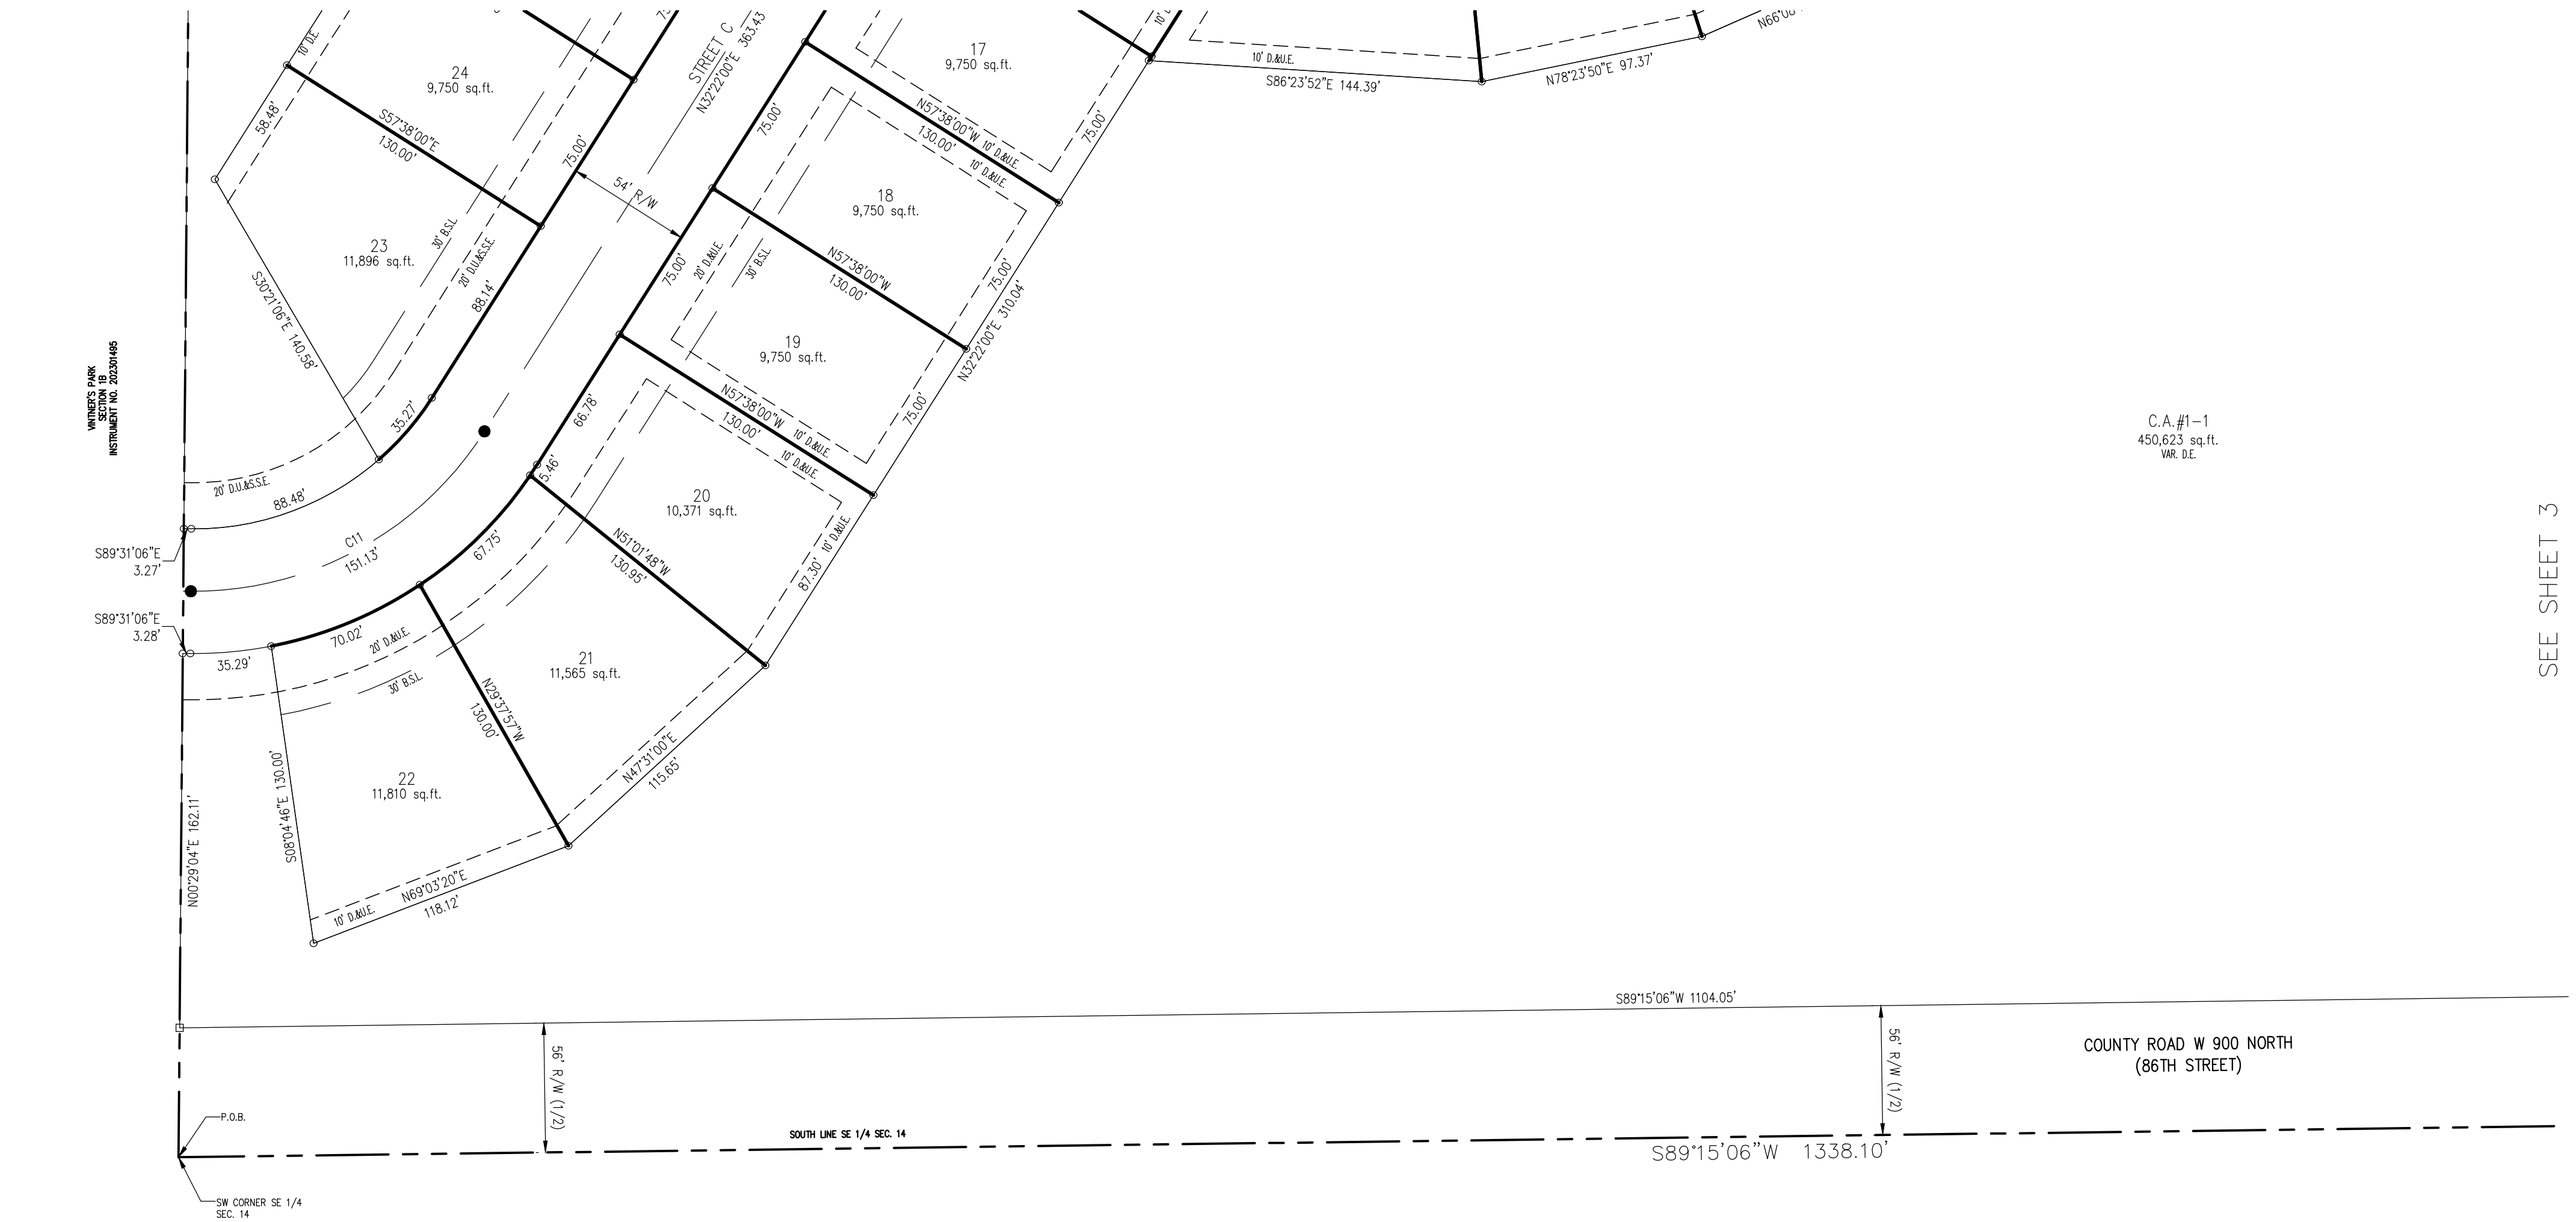 10' D.E.
24
9,750 sq.ft.
STREET C
N32°22'00"E 363.43
17
9,750 sq.ft.
10' D.&U.E.
S86°23'52"E 144.39'
N78°23'50"E 97.37'
58.48'
S57°38'00"E
130.00'
75.00'
75.00'
N57°38'00"W
130.00'
10' D.&U.E.
10' D.&U.E.
75.00'
54' R/W
18
9,750 sq.ft.
23
11,896 sq.ft.
30' B.S.L.
20' D.U.&S.S.E.
88.14'
S30°21'06"E 140.58'
75.00'
20' D.&U.E.
30' B.S.L.
N57°38'00"W
130.00'
75.00'
N32°22'00"E 310.04'
19
9,750 sq.ft.
VINTNER'S PARK
SECTION 1B
INSTRUMENT NO. 202301495
35.27'
66.78'
N57°38'00"W
130.00'
10' D.&U.E.
10' D.&U.E.
75.00'
C.A.#1-1
450,623 sq.ft.
VAR. D.E.
20' D.U.&S.S.E.
88.48'
5.46'
20
10,371 sq.ft.
10' D.&U.E.
87.30'
S89°31'06"E
3.27'
C11
151.13'
67.75'
N51°01'48"W
130.95'
SEE SHEET 3
S89°31'06"E
3.28'
35.29'
70.02'
20' D.&U.E.
30' B.S.L.
21
11,565 sq.ft.
N29°37'57"W
130.00'
N47°31'00"E
115.65'
22
11,810 sq.ft.
S08°04'46"E 130.00'
N00°29'04"E 162.11'
10' D.&U.E.
N69°03'20"E
118.12'
S89°15'06"W 1104.05'
56' R/W (1/2)
56' R/W (1/2)
COUNTY ROAD W 900 NORTH
(86TH STREET)
P.O.B.
SOUTH LINE SE 1/4 SEC. 14
S89°15'06"W 1338.10'
SW CORNER SE 1/4
SEC. 14